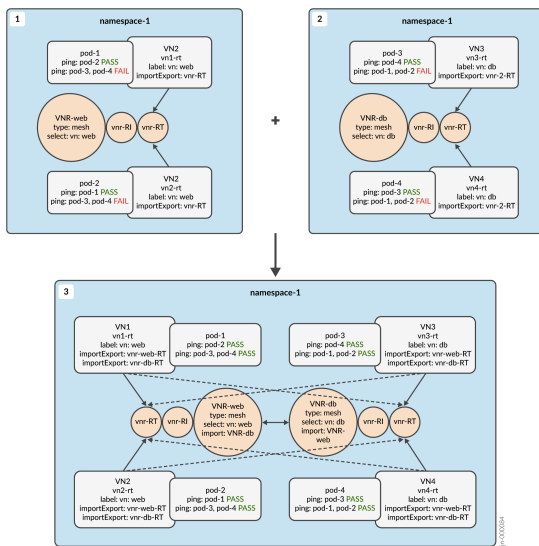 1
namespace-1
pod-1
ping: pod-2 PASS
ping: pod-3, pod-4 FAIL
VN2
vn1-rt
label: vn: web
importExport: vnr-RT
VNR-web
type: mesh
select: vn: web
vnr-RI
vnr-RT
pod-2
ping: pod-1 PASS
ping: pod-3, pod-4 FAIL
VN2
vn2-rt
label: vn: web
importExport: vnr-RT
+
2
namespace-1
pod-3
ping: pod-4 PASS
ping: pod-1, pod-2 FAIL
VN3
vn3-rt
label: vn: db
importExport: vnr-2-RT
VNR-db
type: mesh
select: vn: db
vnr-RI
vnr-RT
pod-4
ping: pod-3 PASS
ping: pod-1, pod-2 FAIL
VN4
vn4-rt
label: vn: db
importExport: vnr-2-RT
3
namespace-1
VN1
vn1-rt
label: vn: web
importExport: vnr-web-RT
importExport: vnr-db-RT
pod-1
ping: pod-2 PASS
ping: pod-3, pod-4 PASS
pod-3
ping: pod-4 PASS
ping: pod-1, pod-2 PASS
VN3
vn3-rt
label: vn: db
importExport: vnr-web-RT
importExport: vnr-db-RT
vnr-RT
vnr-RI
VNR-web
type: mesh
select: vn: web
import: VNR-db
VNR-db
type: mesh
select: vn: db
import: VNR-
web
vnr-RI
vnr-RT
VN2
vn2-rt
label: vn: web
importExport: vnr-web-RT
importExport: vnr-db-RT
pod-2
ping: pod-1 PASS
ping: pod-3, pod-4 PASS
pod-4
ping: pod-3 PASS
ping: pod-1, pod-2 PASS
VN4
vn4-rt
label: vn: db
importExport: vnr-web-RT
importExport: vnr-db-RT
jn-000084